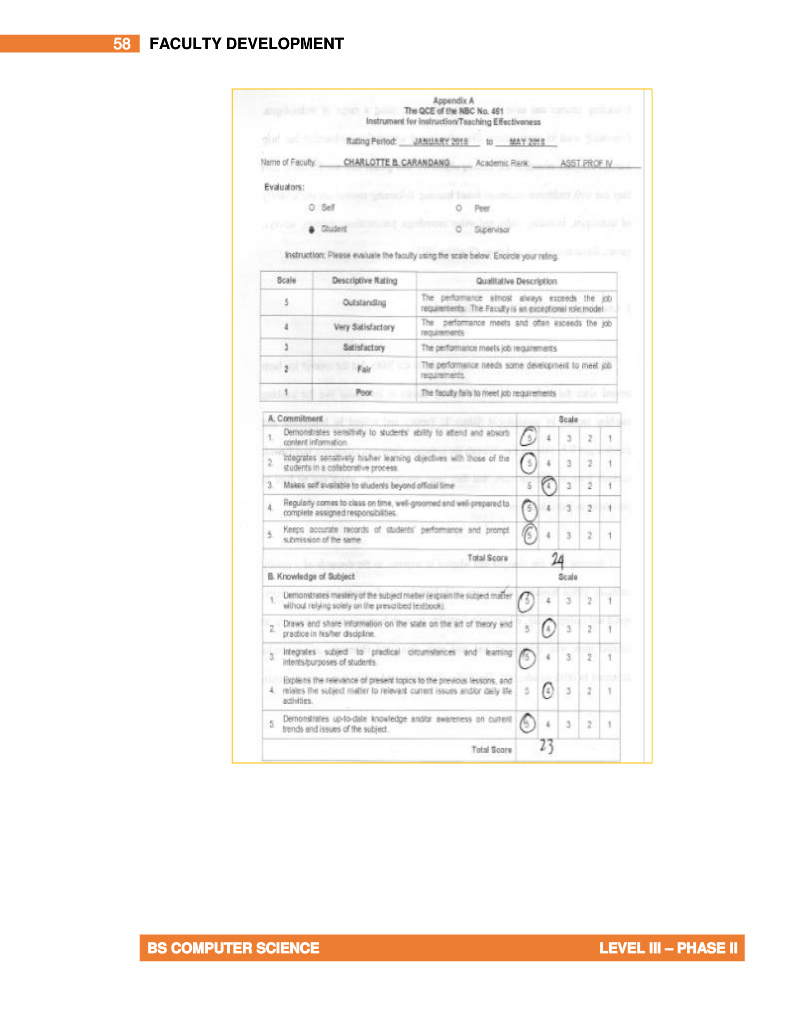 58 FACULTY DEVELOPMENT
Appendix A
The QCE of the NBC No. 461
Instrument for Instruction/Teaching Effectiveness
Rating Period: JANUARY 2018 to MAY 2018
Name of Faculty: CHARLOTTE B. CARANDANG Academic Rank: ASST. PROF IV
Evaluators:
Self Peer
Student Supervisor
Instruction: Please evaluate the faculty using the scale below. Encircle your rating.
Scale Descriptive Rating Qualitative Description
5 Outstanding The performance almost always exceeds the job
requirements. The Faculty is an exceptional role model
4 Very Satisfactory The performance meets and often exceeds the job
requirements
3 Satisfactory The performance meets job requirements
2 Fair The performance needs some development to meet job
requirements.
1 Poor The faculty fails to meet job requirements
A. Commitment Scale
1. Demonstrates sensitivity to students' ability to attend and absorb
content information. 5 4 3 2 1
2. Integrates sensitively his/her learning objectives with those of the
students in a collaborative process. 5 4 3 2 1
3. Makes self available to students beyond official time 5 4 3 2 1
4. Regularly comes to class on time, well-groomed and well-prepared to
complete assigned responsibilities. 5 4 3 2 1
5. Keeps accurate records of students' performance and prompt
submission of the same. 5 4 3 2 1
Total Score 24
B. Knowledge of Subject Scale
1. Demonstrates mastery of the subject matter (explain the subject matter
without relying solely on the prescribed textbook). 5 4 3 2 1
2. Draws and share information on the state on the art of theory and
practice in his/her discipline. 5 4 3 2 1
3. Integrates subject to practical circumstances and learning
intents/purposes of students. 5 4 3 2 1
4. Explains the relevance of present topics to the previous lessons, and
relates the subject matter to relevant current issues and/or daily life
activities. 5 4 3 2 1
5. Demonstrates up-to-date knowledge and/or awareness on current
trends and issues of the subject. 5 4 3 2 1
Total Score 23
BS COMPUTER SCIENCE LEVEL III – PHASE II